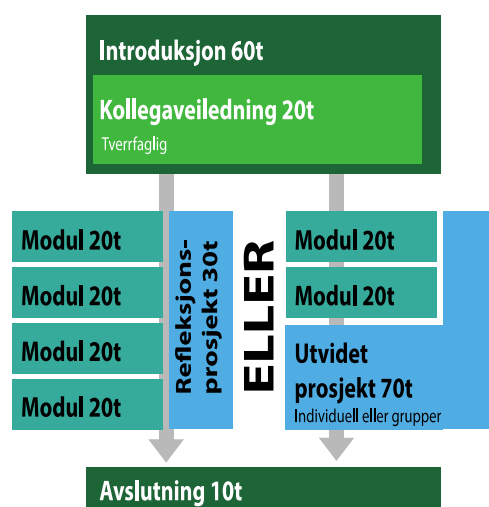 Introduksjon 60t
Kollegaveiledning 20t
Tverrfaglig
Modul 20t
Modul 20t
Modul 20t
Modul 20t
Refleksjons-
prosjekt 30t
ELLER
Modul 20t
Modul 20t
Utvidet
prosjekt 70t
Individuell eller grupper
Avslutning 10t